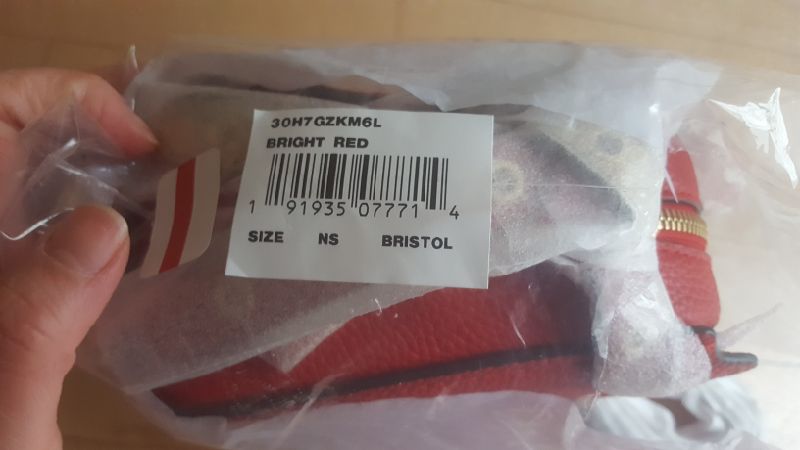 30H7GZKM6L
BRIGHT RED
1 91935 07771 4
SIZE NS BRISTOL